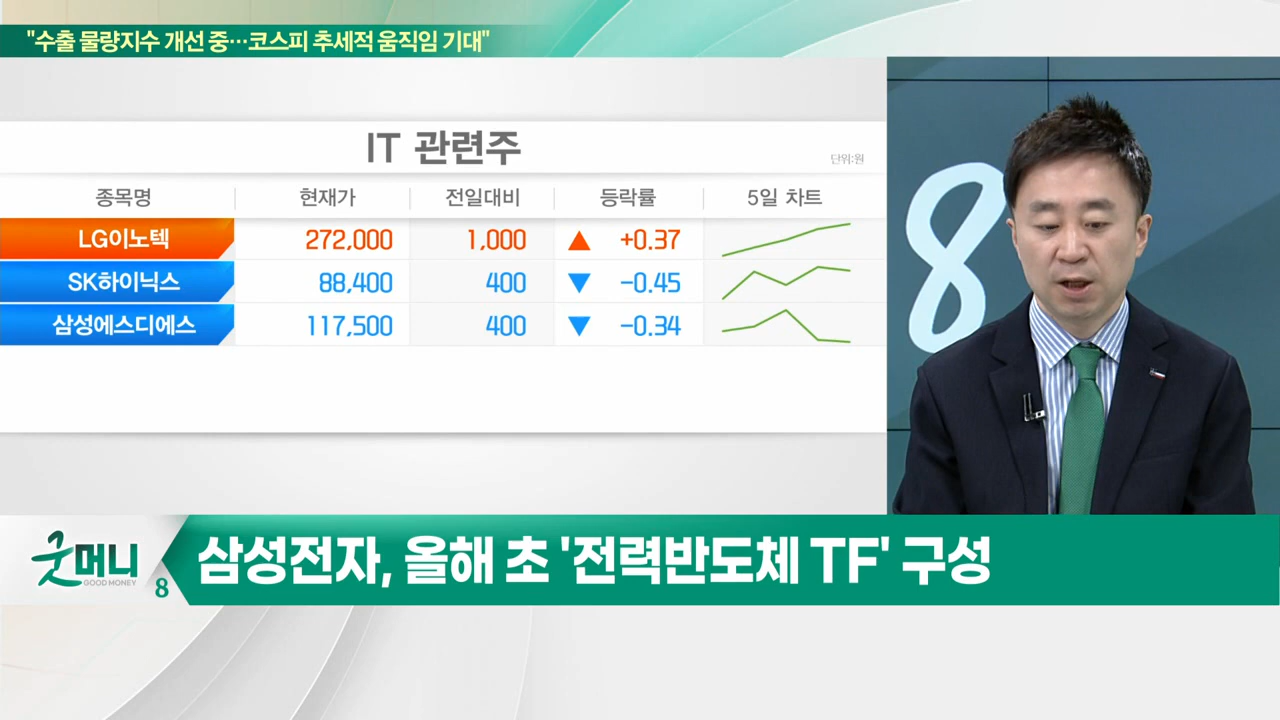 "수출 물량지수 개선 중…코스피 추세적 움직임 기대"
IT 관련주
단위:원
종목명 현재가 전일대비 등락률 5일 차트
LG이노텍 272,000 1,000 ▲ +0.37
SK하이닉스 88,400 400 ▼ -0.45
삼성에스디에스 117,500 400 ▼ -0.34
8
굿머니
GOOD MONEY
8
삼성전자, 올해 초 '전력반도체 TF' 구성